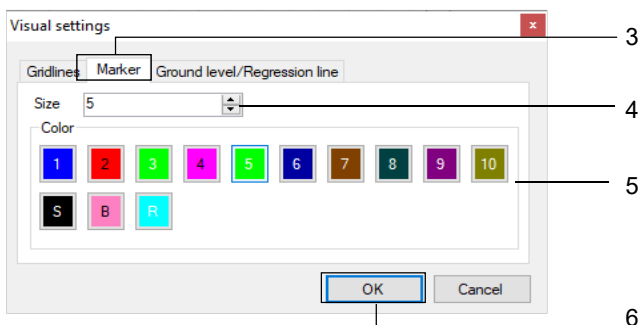 Visual settings x
3
Gridlines Marker Ground level/Regression line
Size 5
4
Color
1 2 3 4 5 6 7 8 9 10
5
S B R
OK Cancel
6